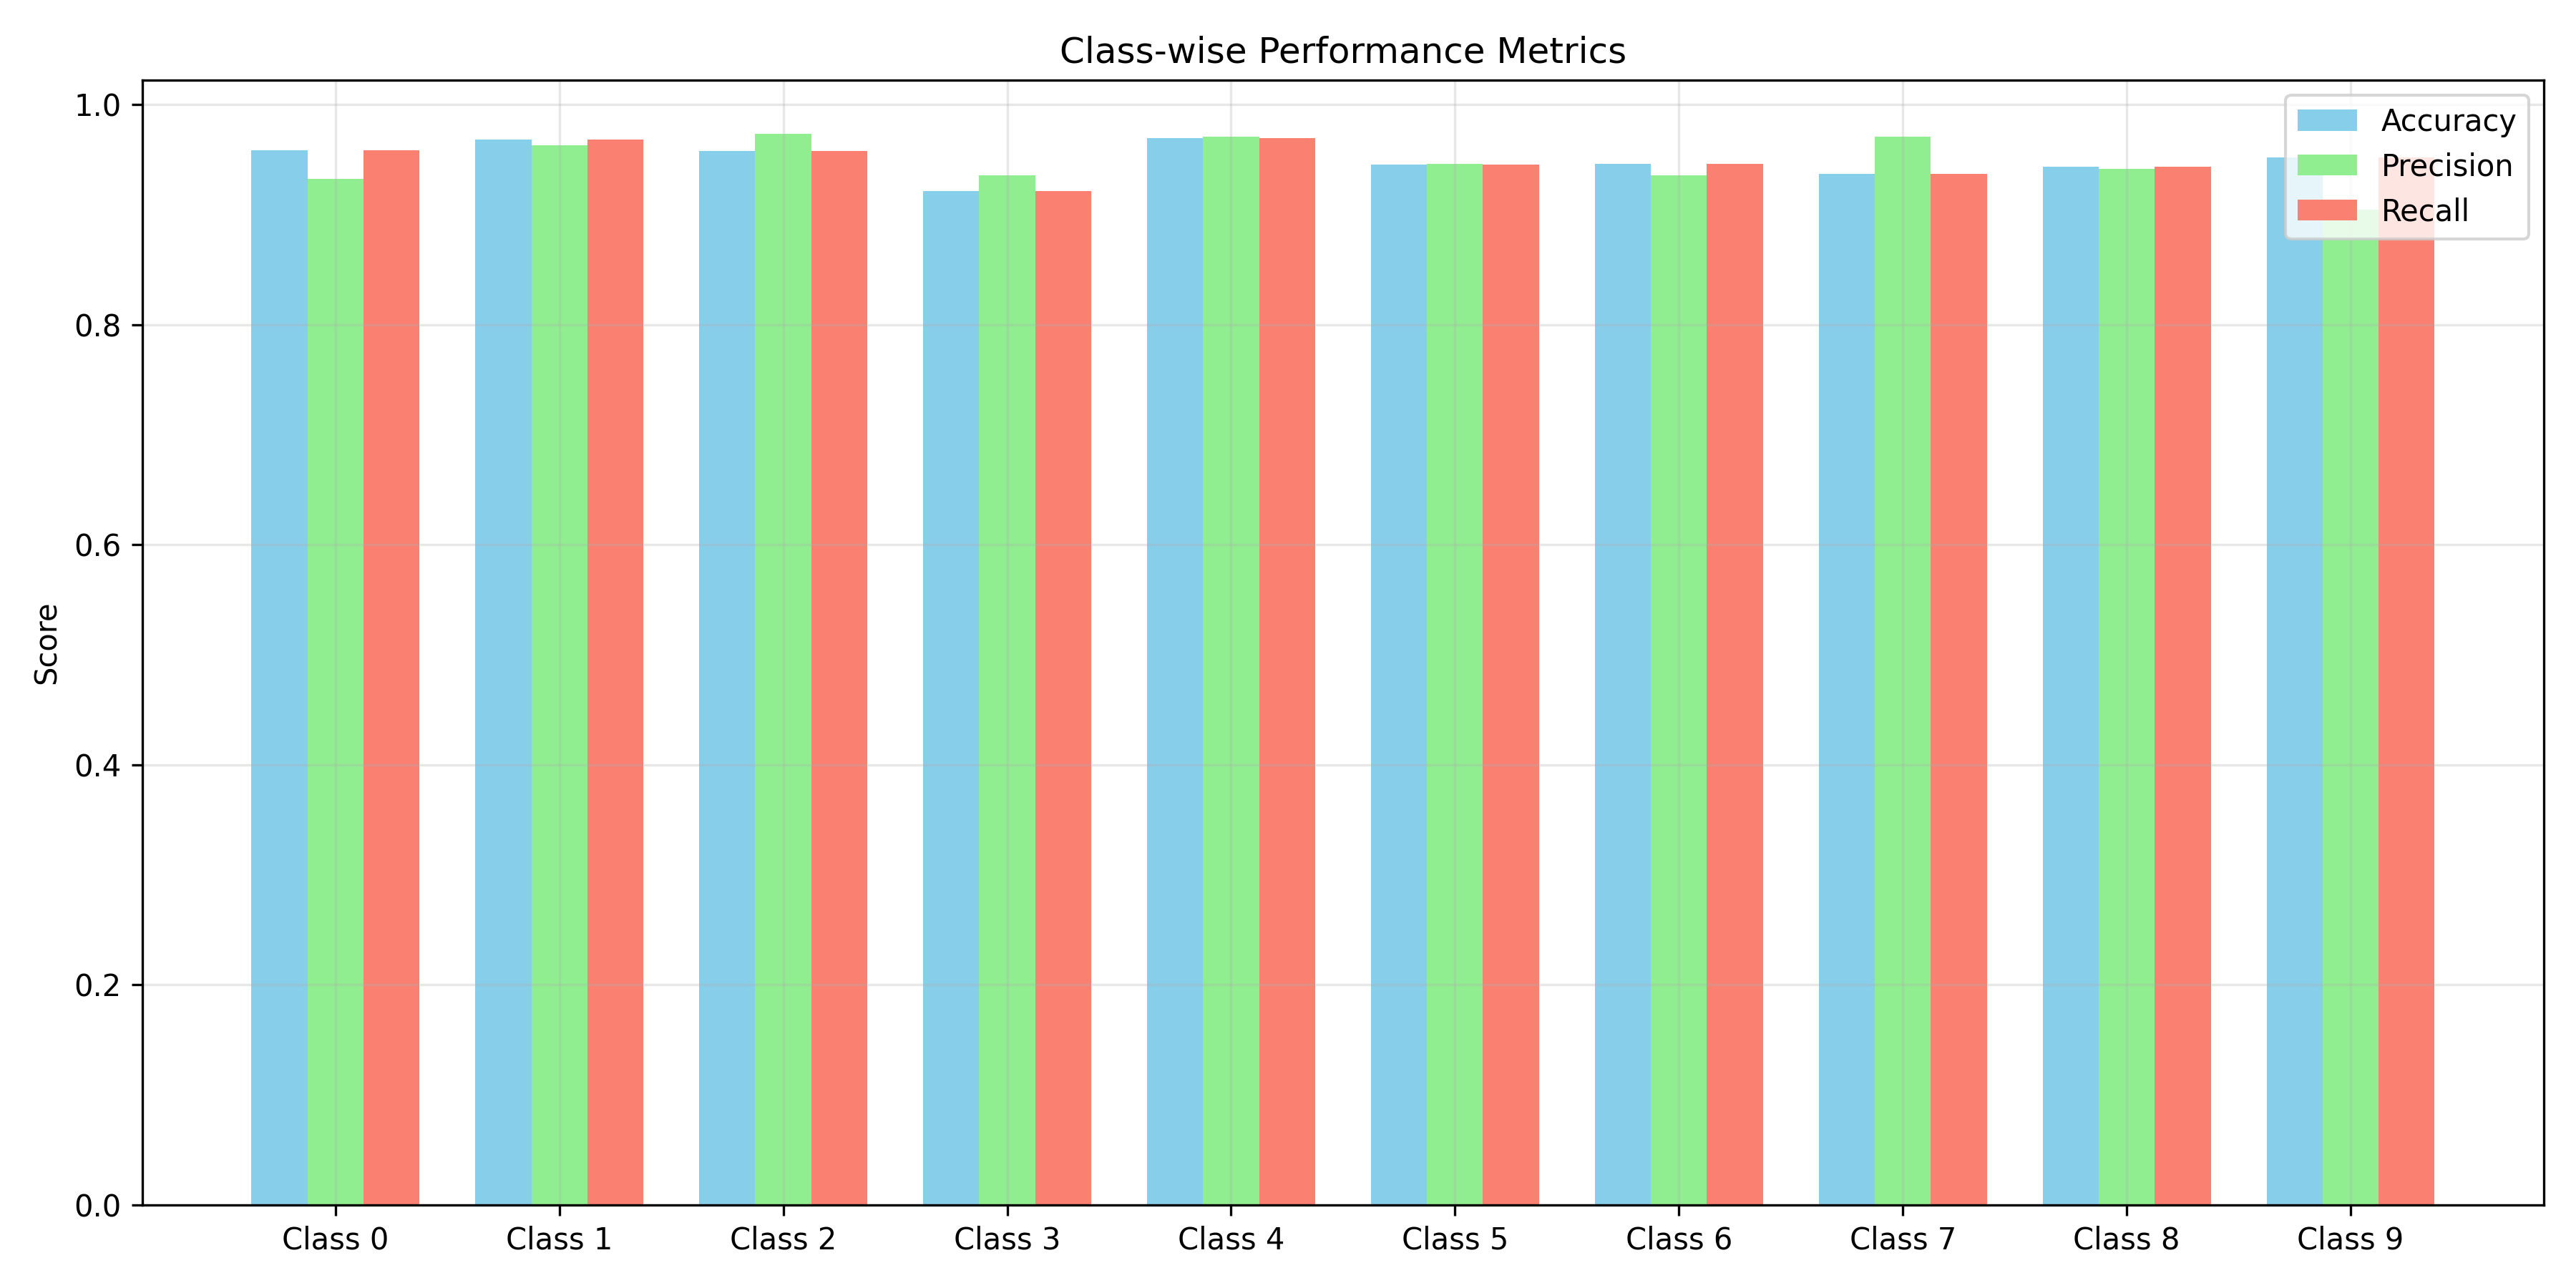 Class-wise Performance Metrics
1.0
0.8
0.6
0.4
0.2
0.0
Score
Accuracy
Precision
Recall
Class 0 Class 1 Class 2 Class 3 Class 4 Class 5 Class 6 Class 7 Class 8 Class 9